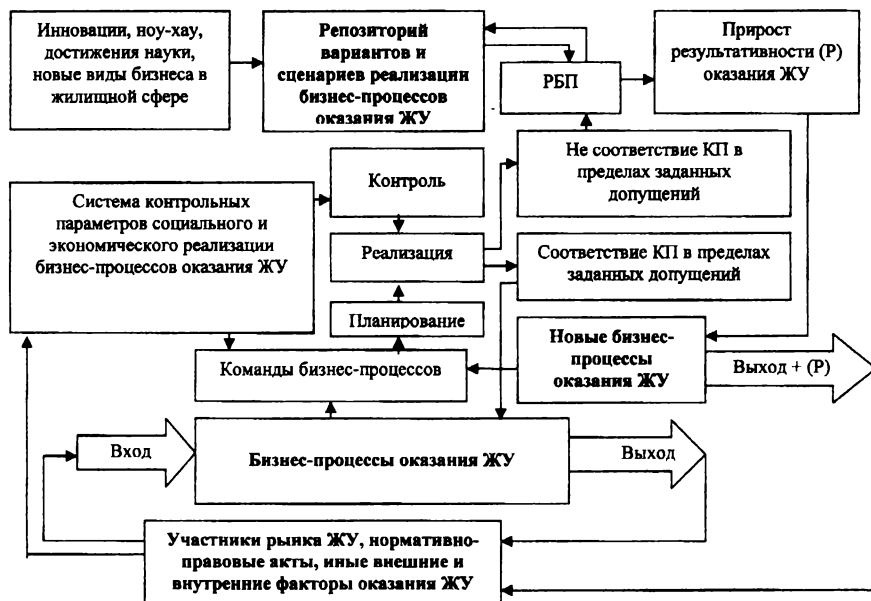 Инновации, ноу-хау,
достижения науки,
новые виды бизнеса в
жилищной сфере
Репозиторий
вариантов и
сценариев реализации
бизнес-процессов
оказания ЖУ
РБП
Прирост
результативности (Р)
оказания ЖУ
Не соответствие КП в
пределах заданных
допущений
Контроль
Система контрольных
параметров социального и
экономического реализации
бизнес-процессов оказания ЖУ
Реализация
Соответствие КП в пределах
заданных допущений
Планирование
Новые бизнес-
процессы
оказания ЖУ
Выход + (Р)
Команды бизнес-процессов
Вход
Бизнес-процессы оказания ЖУ
Выход
Участники рынка ЖУ, нормативно-
правовые акты, иные внешние и
внутренние факторы оказания ЖУ